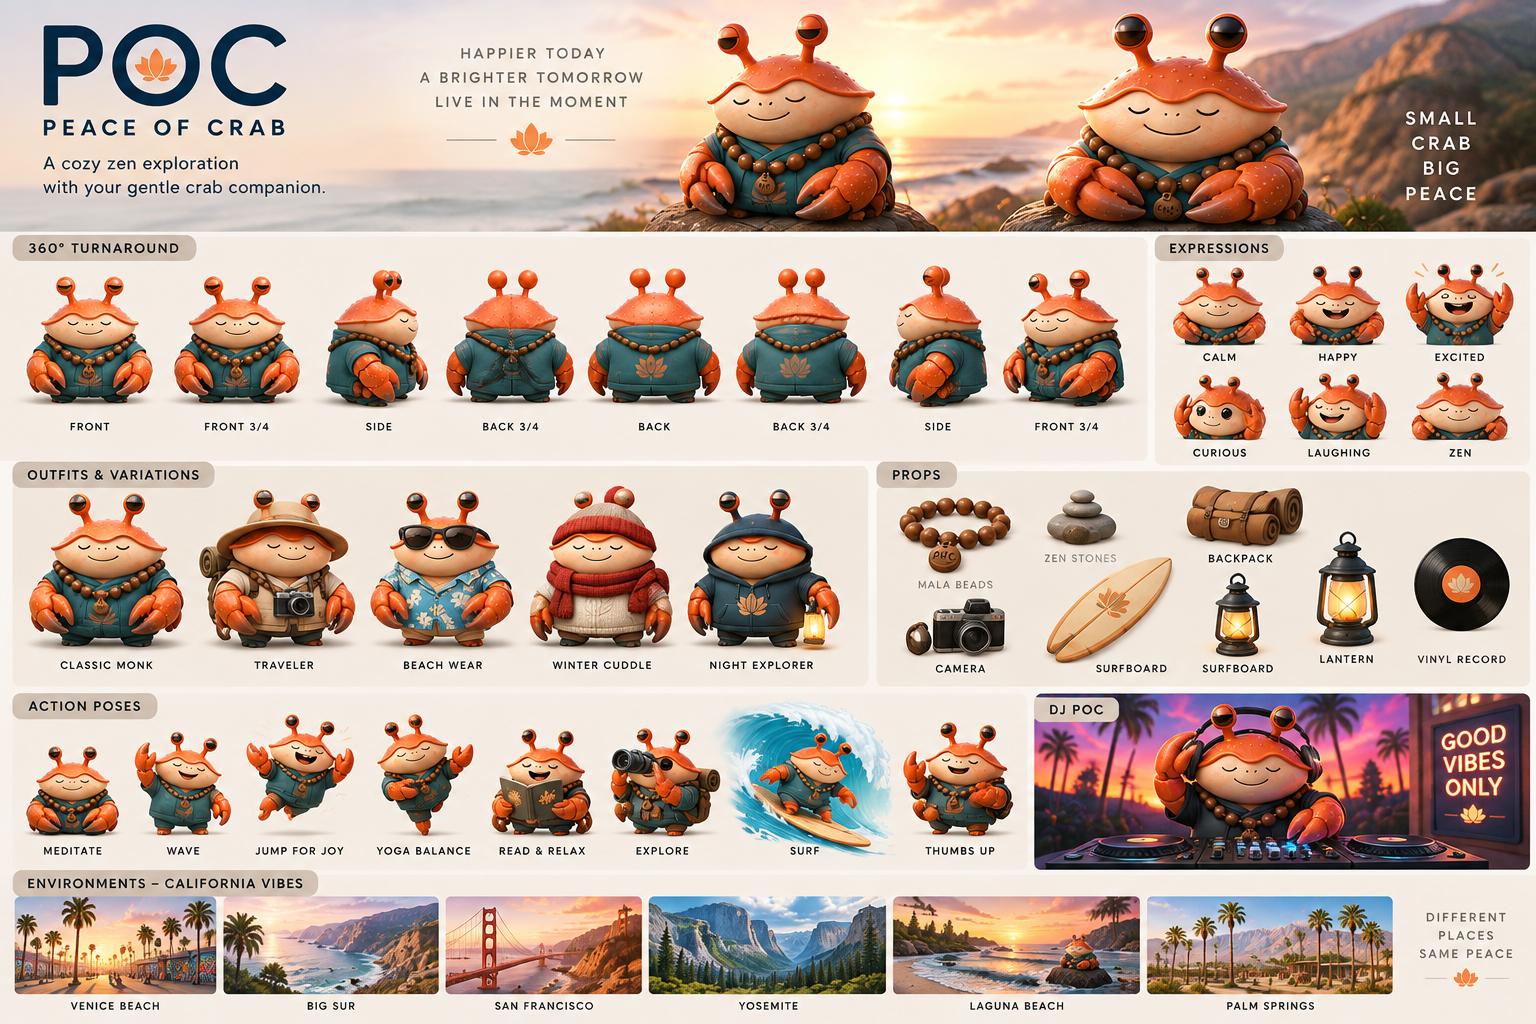 POC
PEACE OF CRAB
A cozy zen exploration
with your gentle crab companion.
HAPPIER TODAY
A BRIGHTER TOMORROW
LIVE IN THE MOMENT
SMALL
CRAB
BIG
PEACE
360° TURNAROUND
FRONT
FRONT 3/4
SIDE
BACK 3/4
BACK
BACK 3/4
SIDE
FRONT 3/4
EXPRESSIONS
CALM
HAPPY
EXCITED
CURIOUS
LAUGHING
ZEN
OUTFITS & VARIATIONS
CLASSIC MONK
TRAVELER
BEACH WEAR
WINTER CUDDLE
NIGHT EXPLORER
PROPS
MALA BEADS
ZEN STONES
BACKPACK
CAMERA
SURFBOARD
SURFBOARD
LANTERN
VINYL RECORD
ACTION POSES
MEDITATE
WAVE
JUMP FOR JOY
YOGA BALANCE
READ & RELAX
EXPLORE
SURF
THUMBS UP
DJ POC
GOOD
VIBES
ONLY
ENVIRONMENTS – CALIFORNIA VIBES
VENICE BEACH
BIG SUR
SAN FRANCISCO
YOSEMITE
LAGUNA BEACH
PALM SPRINGS
DIFFERENT
PLACES
SAME PEACE